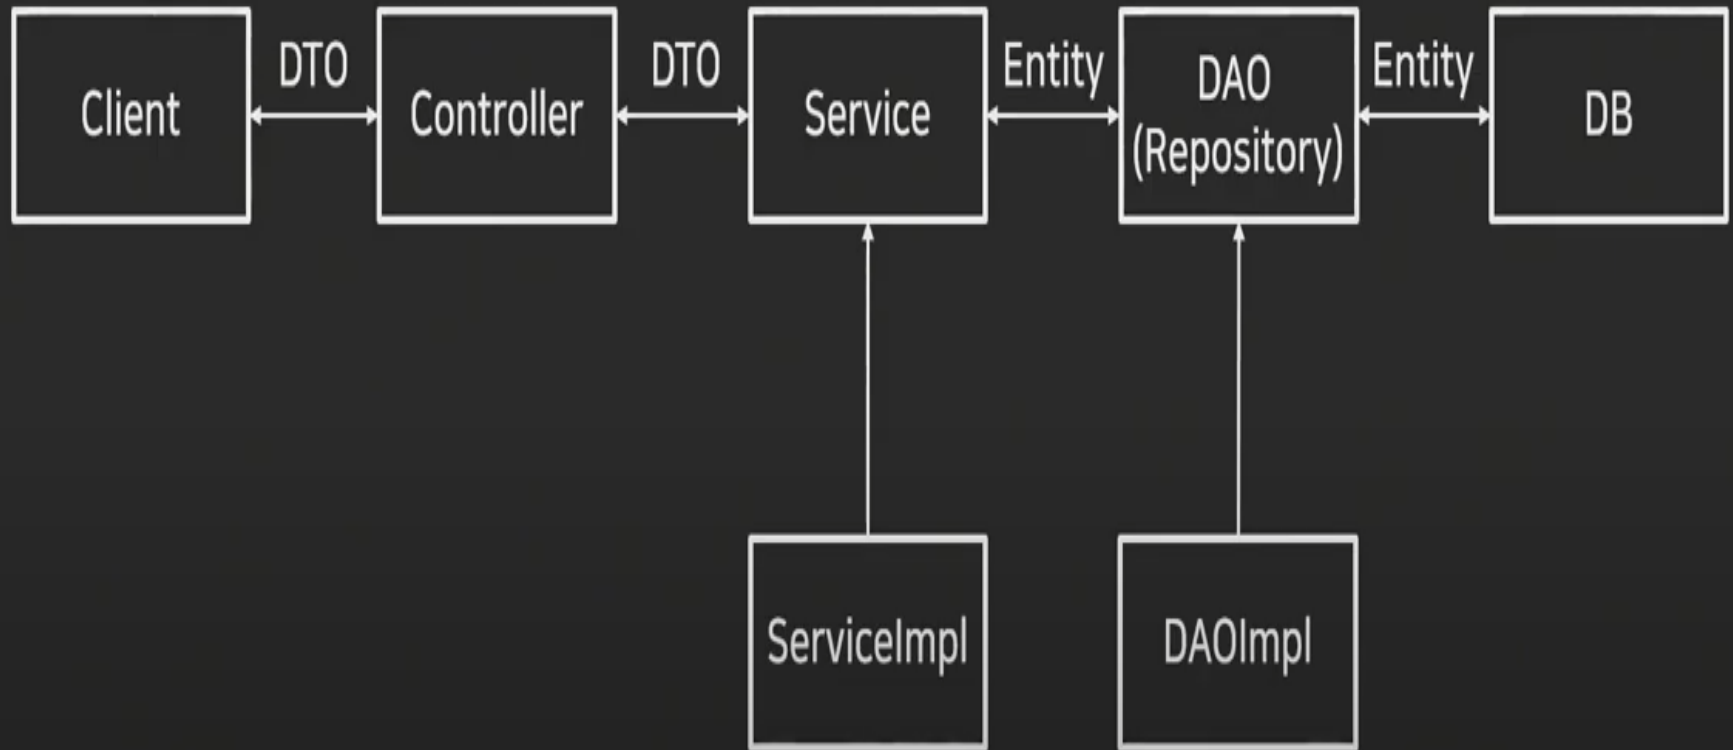 Client
DTO
Controller
DTO
Service
Entity
DAO
(Repository)
Entity
DB
ServiceImpl
DAOImpl